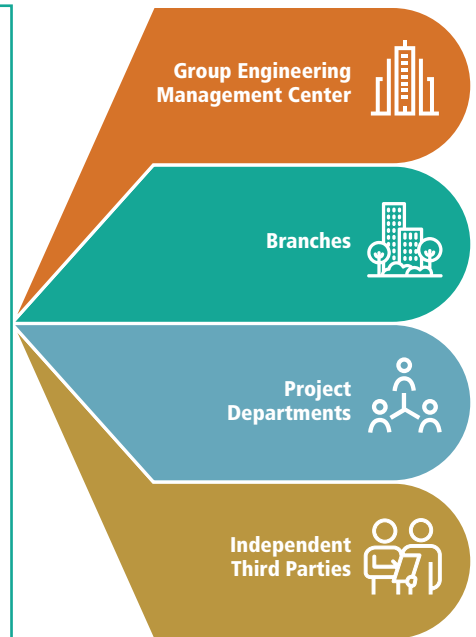 Group Engineering
Management Center
Branches
Project
Departments
Independent
Third Parties